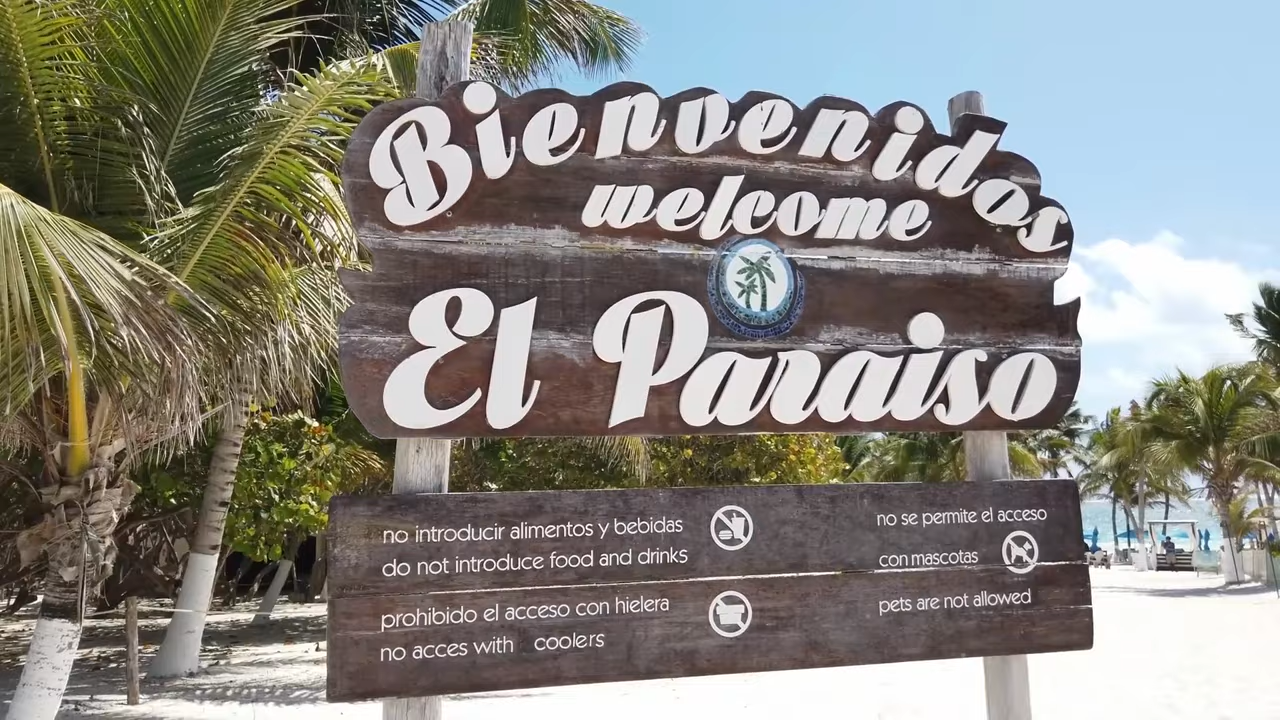 Bienvenidos
welcome
El Paraiso
no introducir alimentos y bebidas
do not introduce food and drinks
prohibido el acceso con hielera
no acces with coolers
no se permite el acceso
con mascotas
pets are not allowed